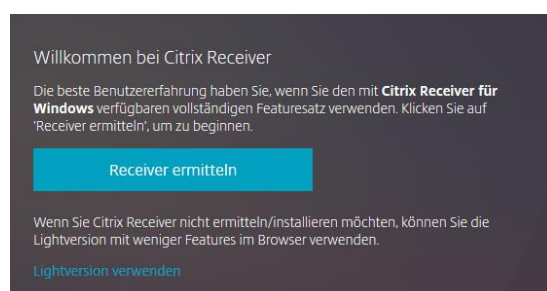 Willkommen bei Citrix Receiver
Die beste Benutzererfahrung haben Sie, wenn Sie den mit Citrix Receiver für
Windows verfügbaren vollständigen Featuresatz verwenden. Klicken Sie auf
'Receiver ermitteln', um zu beginnen.
Receiver ermitteln
Wenn Sie Citrix Receiver nicht ermitteln/installieren möchten, können Sie die
Lightversion mit weniger Features im Browser verwenden.
Lightversion verwenden